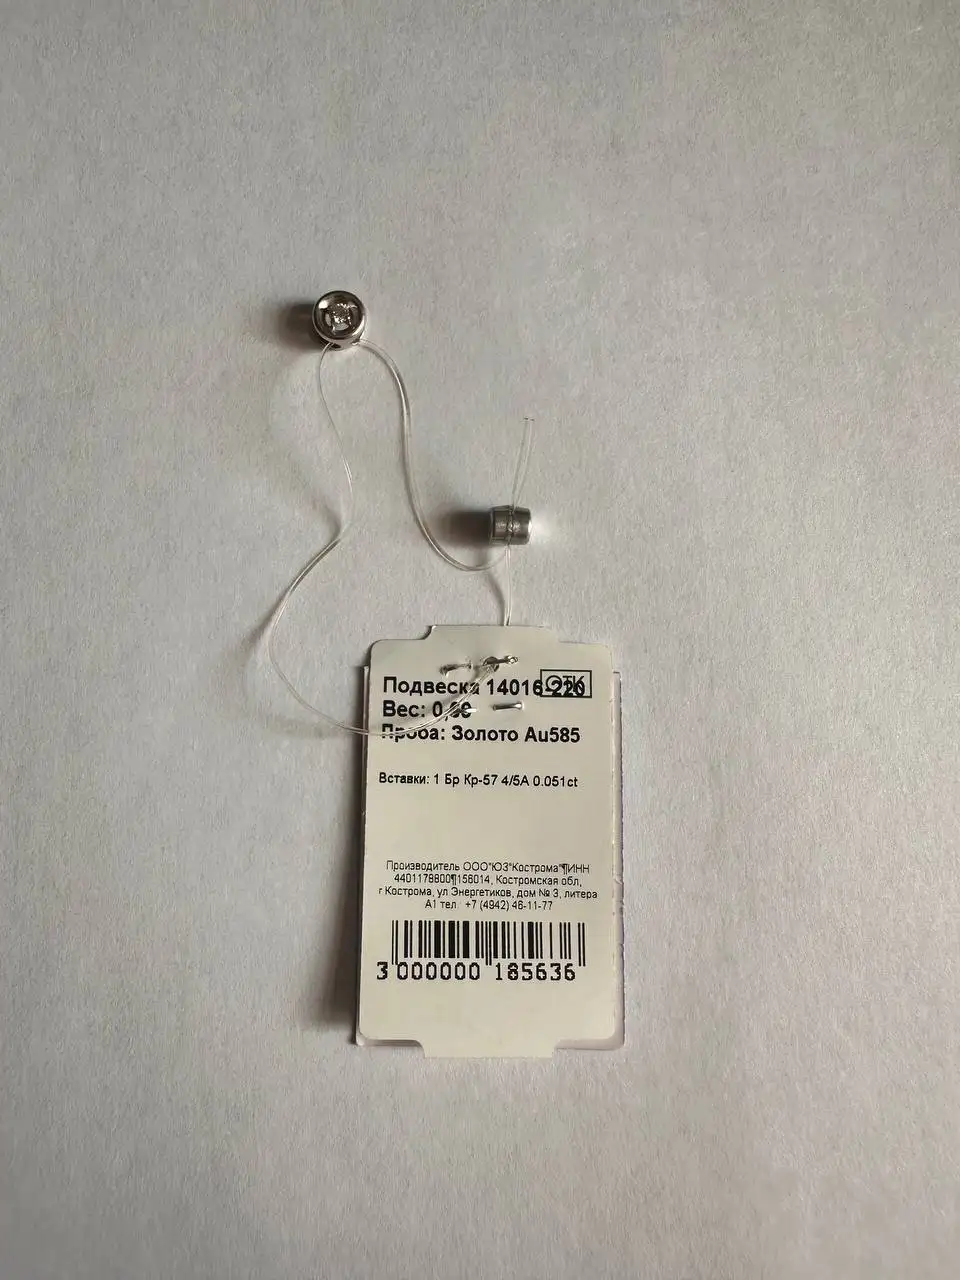 Подвеска 14016-220
ОТК
Вес:
Проба: Золото Au585
Вставки: 1 Бр Кр-57 4/5А 0.051ct
Производитель ООО"ЮЗ"Кострома"¶ИНН
4401178800¶156014, Костромская обл,
г Кострома, ул Энергетиков, дом № 3, литера
А1 тел. +7 (4942) 46-11-77
3 000000 185636